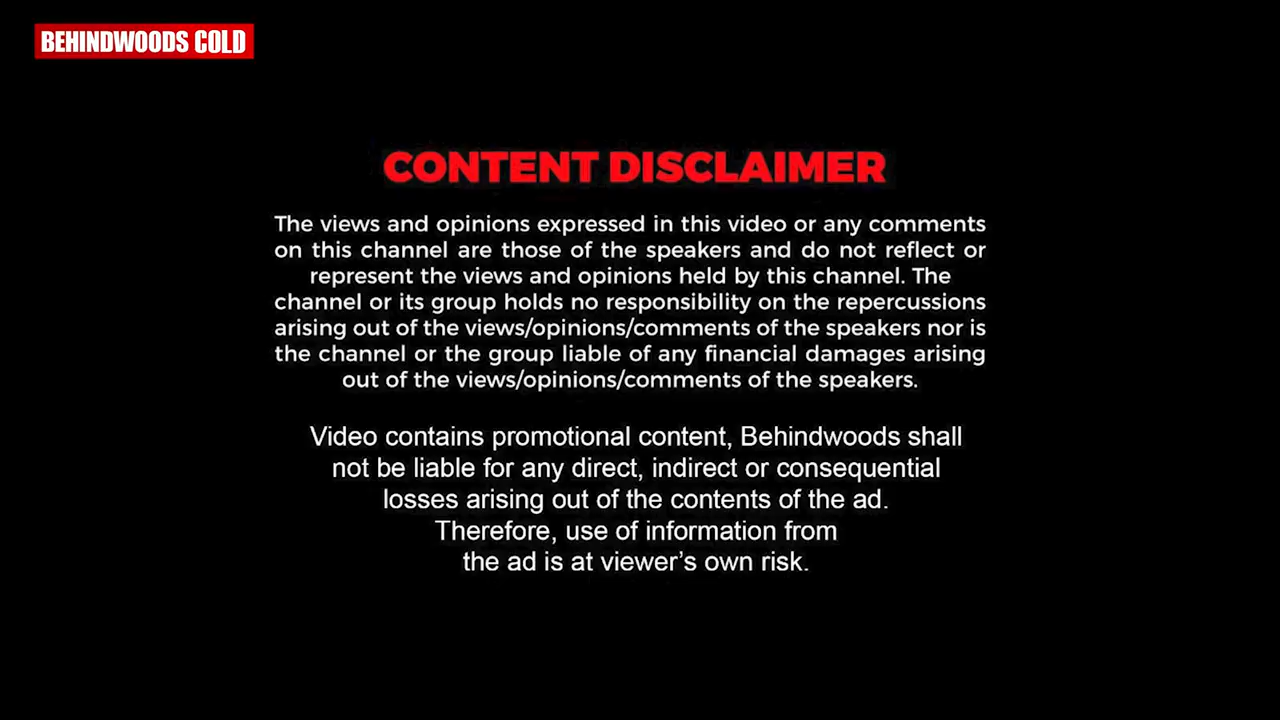 BEHINDWOODS COLD
CONTENT DISCLAIMER
The views and opinions expressed in this video or any comments
on this channel are those of the speakers and do not reflect or
represent the views and opinions held by this channel. The
channel or its group holds no responsibility on the repercussions
arising out of the views/opinions/comments of the speakers nor is
the channel or the group liable of any financial damages arising
out of the views/opinions/comments of the speakers.
Video contains promotional content, Behindwoods shall
not be liable for any direct, indirect or consequential
losses arising out of the contents of the ad.
Therefore, use of information from
the ad is at viewer’s own risk.